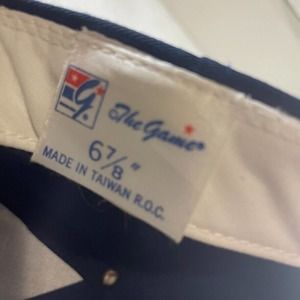 g
The Game®
6 7/8"
MADE IN TAIWAN R.O.C.